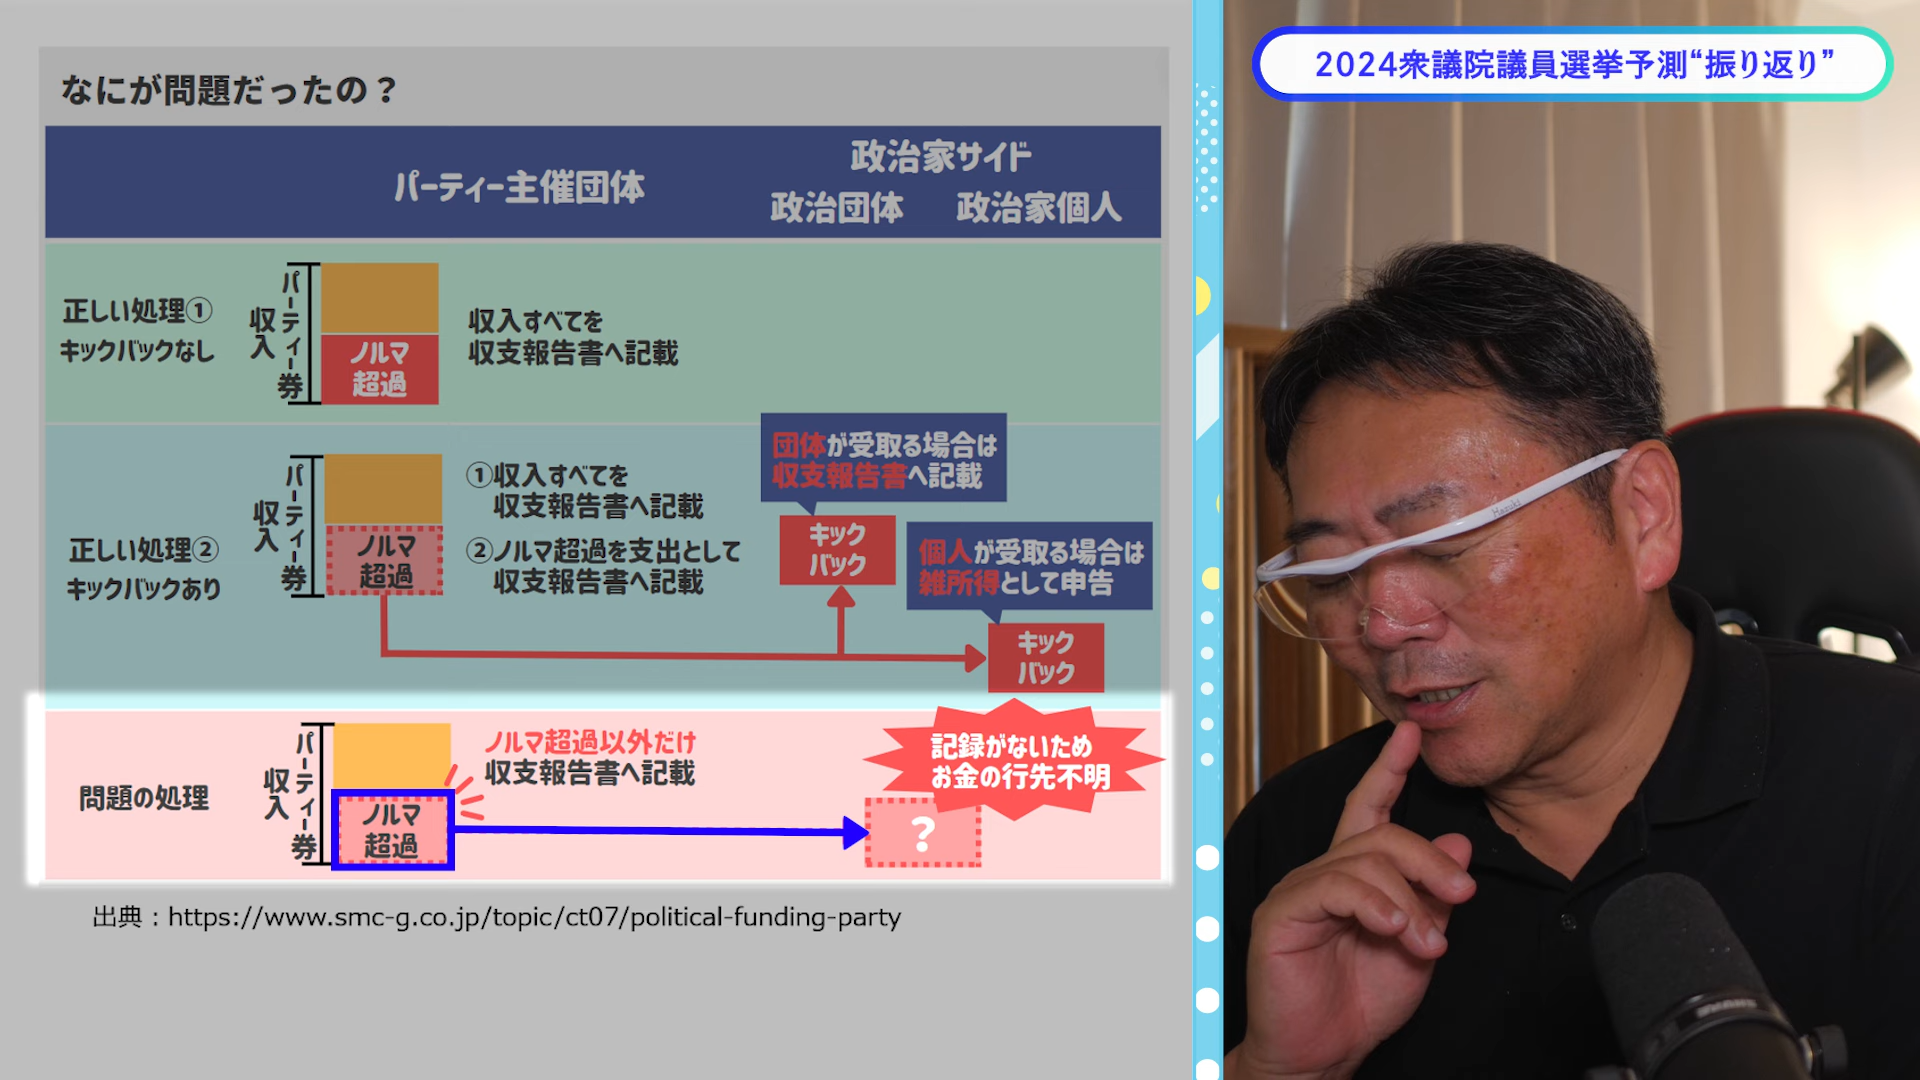 なにが問題だったの？
パーティー主催団体
政治家サイド
政治団体
政治家個人
正しい処理①
キックバックなし
パーティー券
収入
ノルマ
超過
収入すべてを
収支報告書へ記載
正しい処理②
キックバックあり
パーティー券
収入
ノルマ
超過
①収入すべてを
収支報告書へ記載
②ノルマ超過を支出として
収支報告書へ記載
団体が受取る場合は
収支報告書へ記載
キック
バック
個人が受取る場合は
雑所得として申告
キック
バック
問題の処理
パーティー券
収入
ノルマ
超過
ノルマ超過以外だけ
収支報告書へ記載
記録がないため
お金の行先不明
?
出典：https://www.smc-g.co.jp/topic/ct07/political-funding-party
2024衆議院議員選挙予測“振り返り”
Hazuki